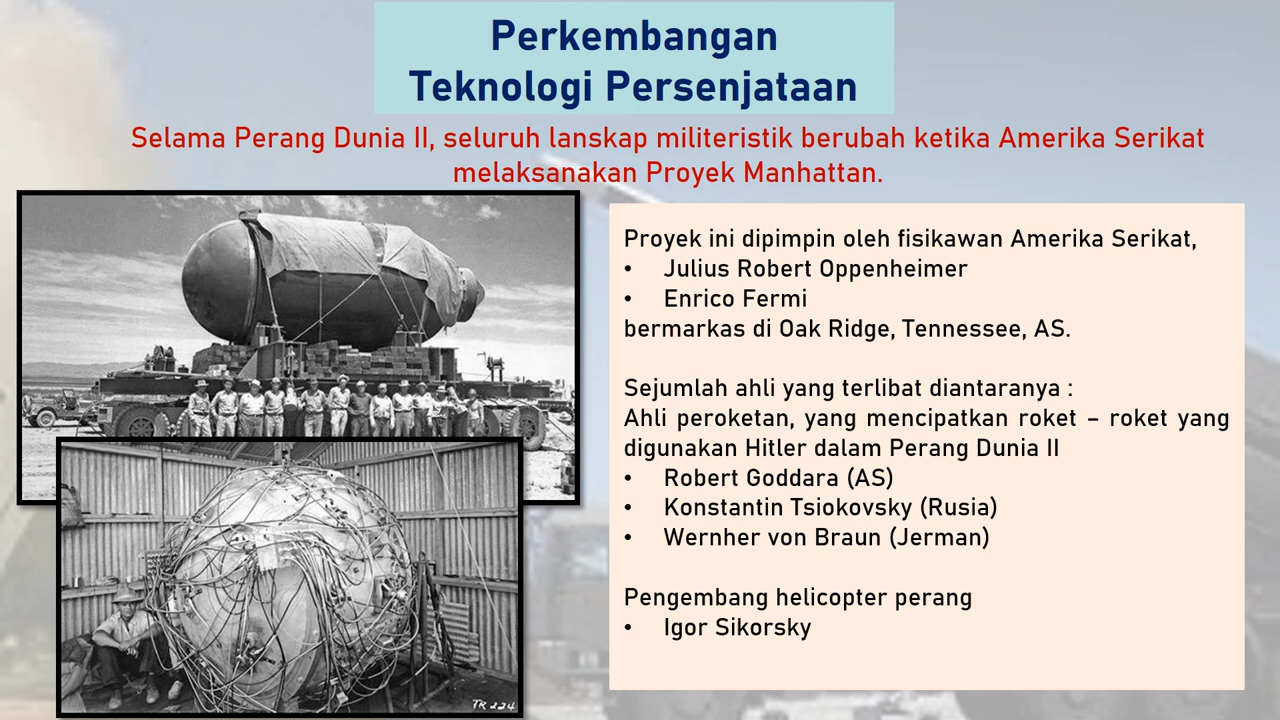 Perkembangan
Teknologi Persenjataan
Selama Perang Dunia II, seluruh lanskap militeristik berubah ketika Amerika Serikat
melaksanakan Proyek Manhattan.
Proyek ini dipimpin oleh fisikawan Amerika Serikat,
• Julius Robert Oppenheimer
• Enrico Fermi
bermarkas di Oak Ridge, Tennessee, AS.
Sejumlah ahli yang terlibat diantaranya :
Ahli peroketan, yang mencipatkan roket – roket yang
digunakan Hitler dalam Perang Dunia II
• Robert Goddara (AS)
• Konstantin Tsiokovsky (Rusia)
• Wernher von Braun (Jerman)
Pengembang helicopter perang
• Igor Sikorsky
TR 224